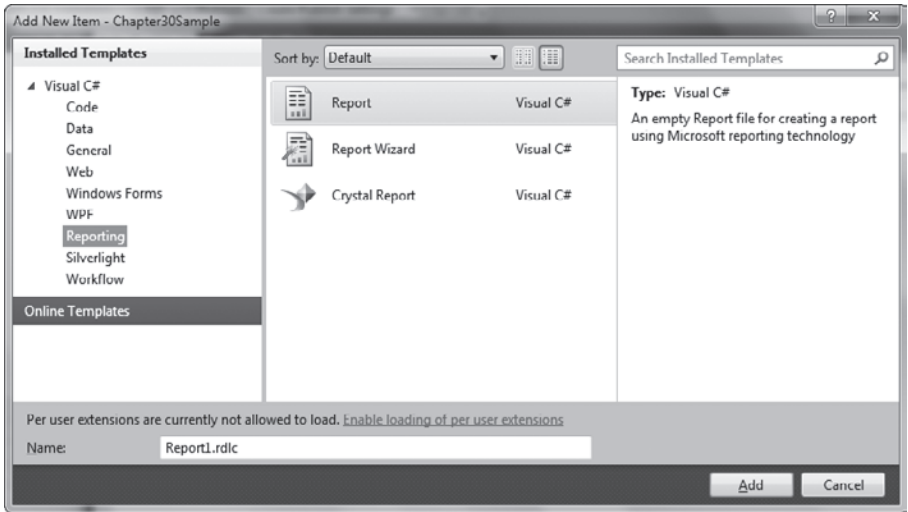 Add New Item - Chapter30Sample
Installed Templates
Visual C#
Code
Data
General
Web
Windows Forms
WPF
Reporting
Silverlight
Workflow
Online Templates
Sort by: Default
Report Visual C#
Report Wizard Visual C#
Crystal Report Visual C#
Search Installed Templates
Type: Visual C#
An empty Report file for creating a report
using Microsoft reporting technology
Per user extensions are currently not allowed to load. Enable loading of per user extensions
Name: Report1.rdlc
Add Cancel